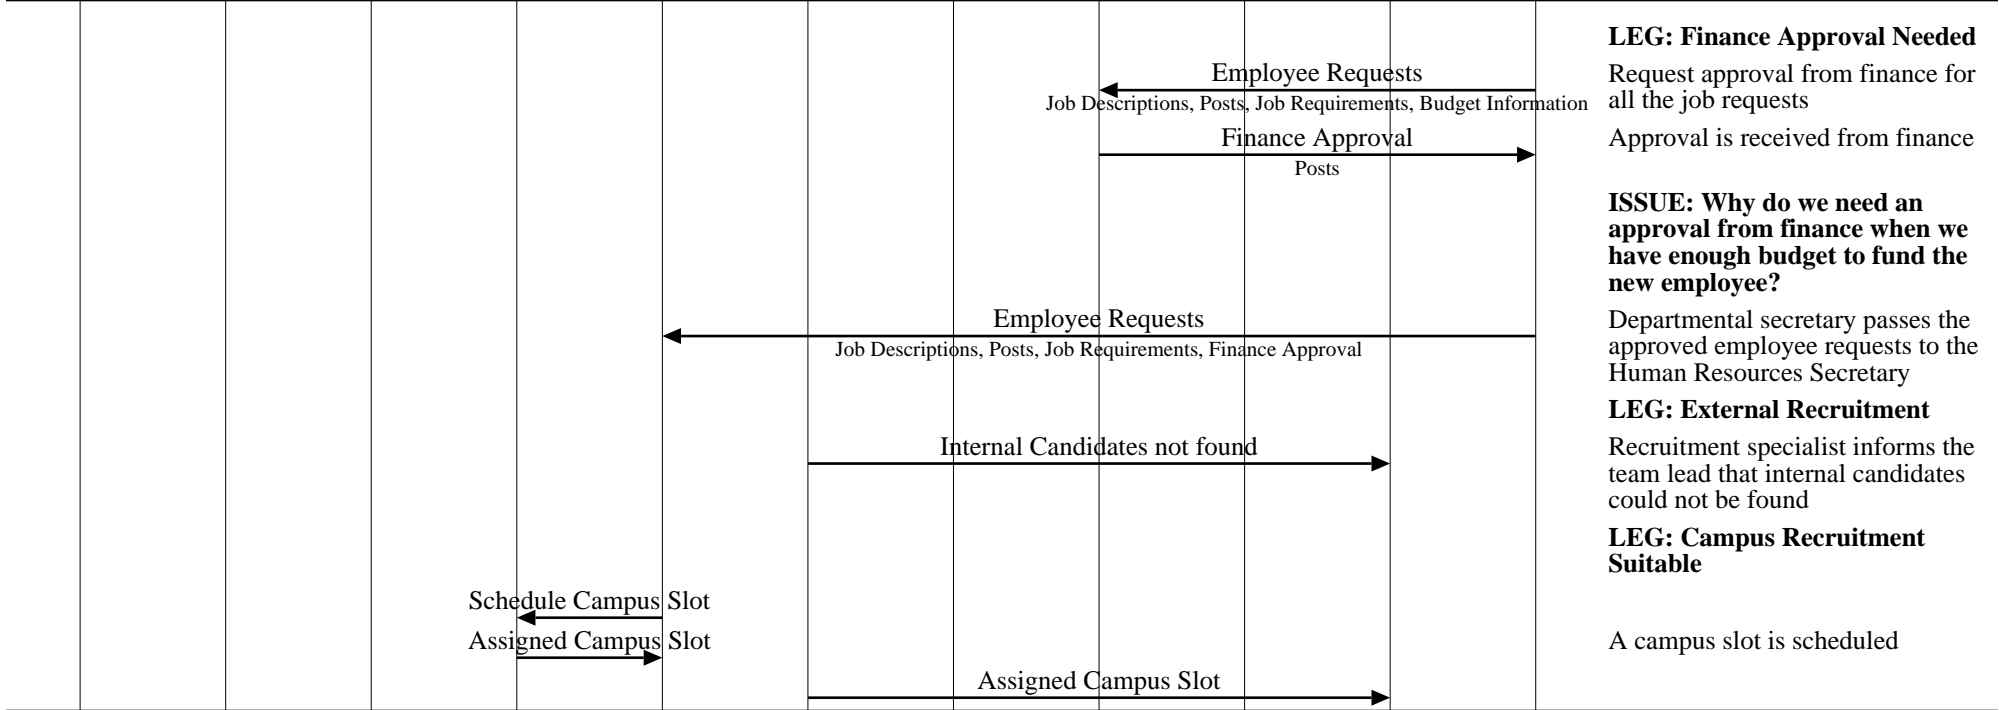 LEG: Finance Approval Needed
Employee Requests
Job Descriptions, Posts, Job Requirements, Budget Information
Request approval from finance for
all the job requests
Finance Approval
Posts
Approval is received from finance
ISSUE: Why do we need an
approval from finance when we
have enough budget to fund the
new employee?
Employee Requests
Job Descriptions, Posts, Job Requirements, Finance Approval
Departmental secretary passes the
approved employee requests to the
Human Resources Secretary
LEG: External Recruitment
Internal Candidates not found
Recruitment specialist informs the
team lead that internal candidates
could not be found
LEG: Campus Recruitment
Suitable
Schedule Campus Slot
Assigned Campus Slot
A campus slot is scheduled
Assigned Campus Slot